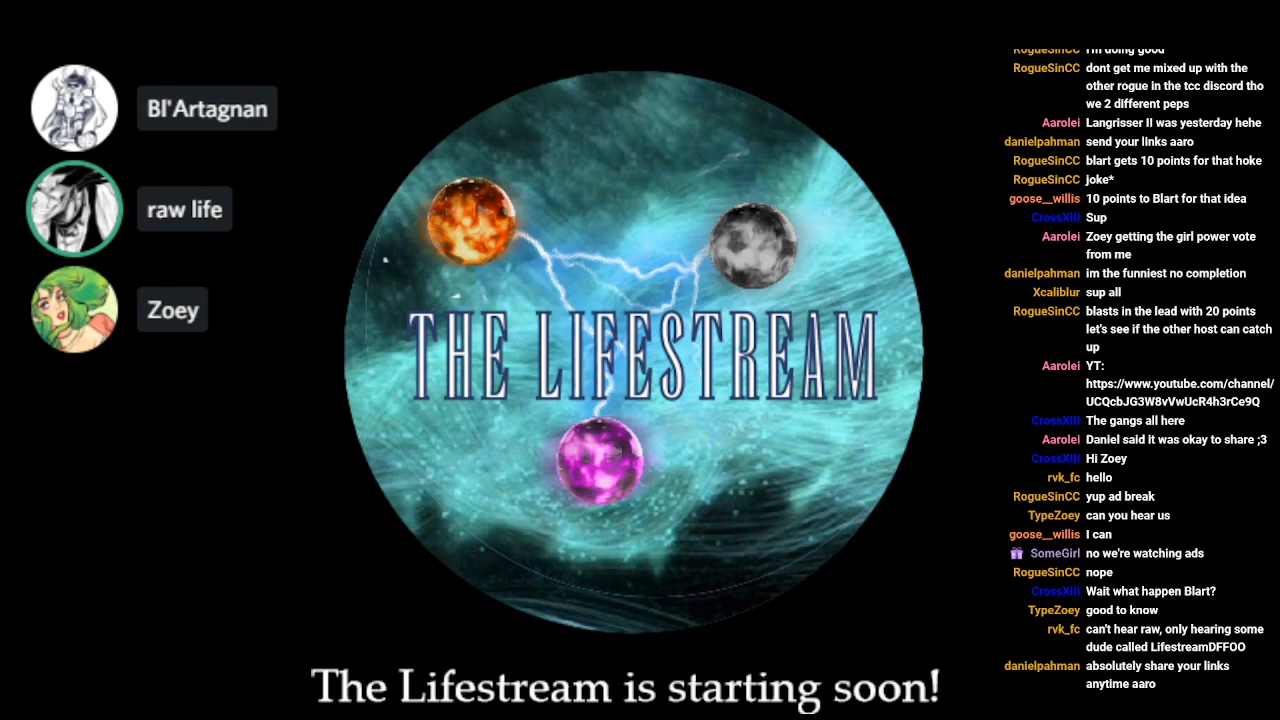 Bl'Artagnan
raw life
Zoey
THE LIFESTREAM
The Lifestream is starting soon!
RogueSinCC I'm doing good
RogueSinCC dont get me mixed up with the
other rogue in the tcc discord tho
we 2 different peps
Aarolei Langrisser II was yesterday hehe
danielpahman send your links aaro
RogueSinCC blart gets 10 points for that hoke
RogueSinCC joke*
goose__willis 10 points to Blart for that idea
CrossXIII Sup
Aarolei Zoey getting the girl power vote
from me
danielpahman im the funniest no completion
Xcaliblur sup all
RogueSinCC blasts in the lead with 20 points
let's see if the other host can catch
up
Aarolei YT:
https://www.youtube.com/channel/
UCQcbJG3W8vVwUcR4h3rCe9Q
CrossXIII The gangs all here
Aarolei Daniel said it was okay to share ;3
CrossXIII Hi Zoey
rvk_fc hello
RogueSinCC yup ad break
TypeZoey can you hear us
goose__willis I can
SomeGirl no we're watching ads
RogueSinCC nope
CrossXIII Wait what happen Blart?
TypeZoey good to know
rvk_fc can't hear raw, only hearing some
dude called LifestreamDFFOO
danielpahman absolutely share your links
anytime aaro